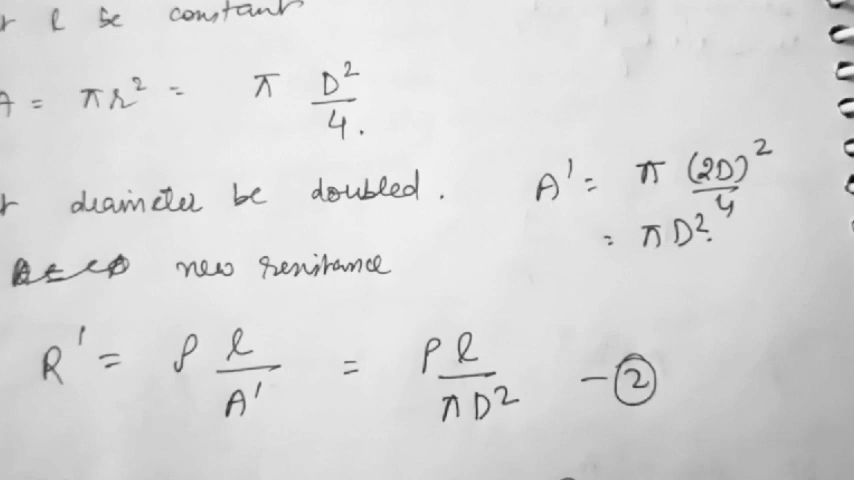 l be constant
A = πr² = π D²/4.
diameter be doubled. A' = π (2D)²/4
= πD².
new resistance
R' = ρ l/A' = ρl/πD² - ②